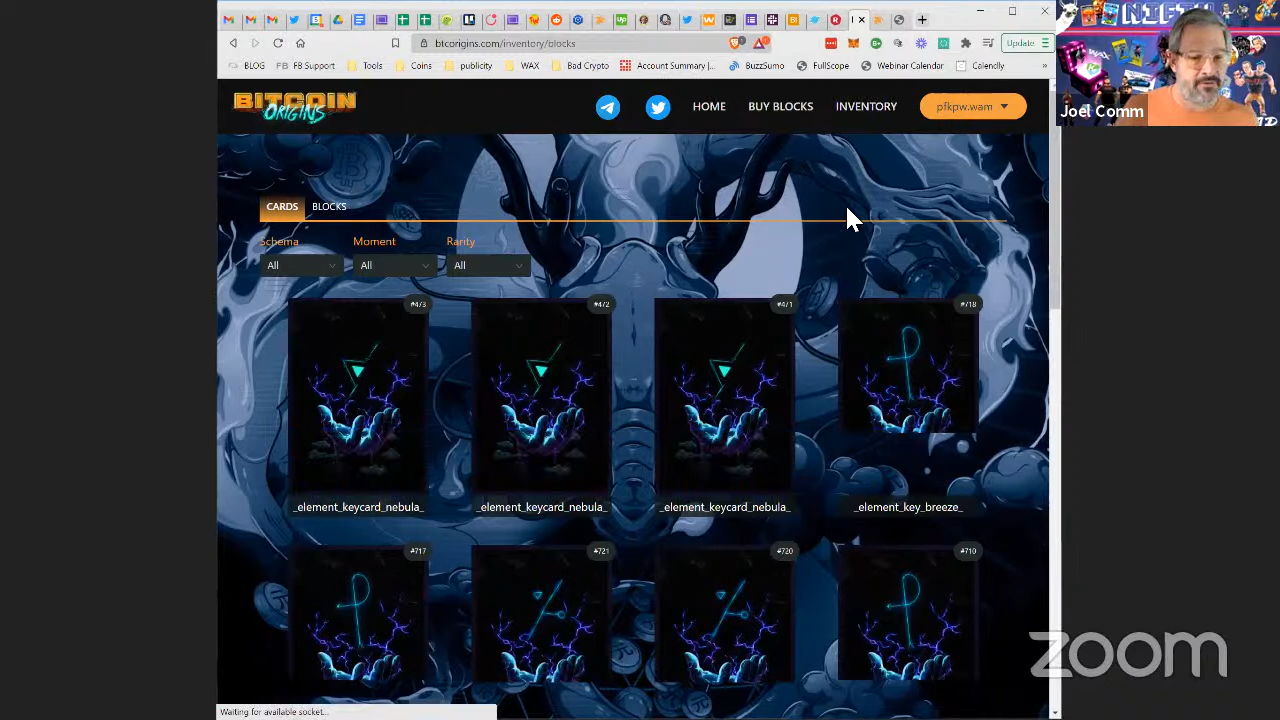 btcorigins.com/inventory/blocks
Update
BLOG
FB Support
Tools
Coins
publicity
WAX
Bad Crypto
Account Summary |...
BuzzSumo
FullScope
Webinar Calendar
Calendly
Joel Comm
BITCOIN
ORIGINS
HOME
BUY BLOCKS
INVENTORY
pfkpw.wam
CARDS
BLOCKS
Schema
Moment
Rarity
All
All
All
#473
#472
#471
#718
_element_keycard_nebula_
_element_keycard_nebula_
_element_keycard_nebula_
_element_key_breeze_
#717
#721
#720
#710
zoom
Waiting for available socket...